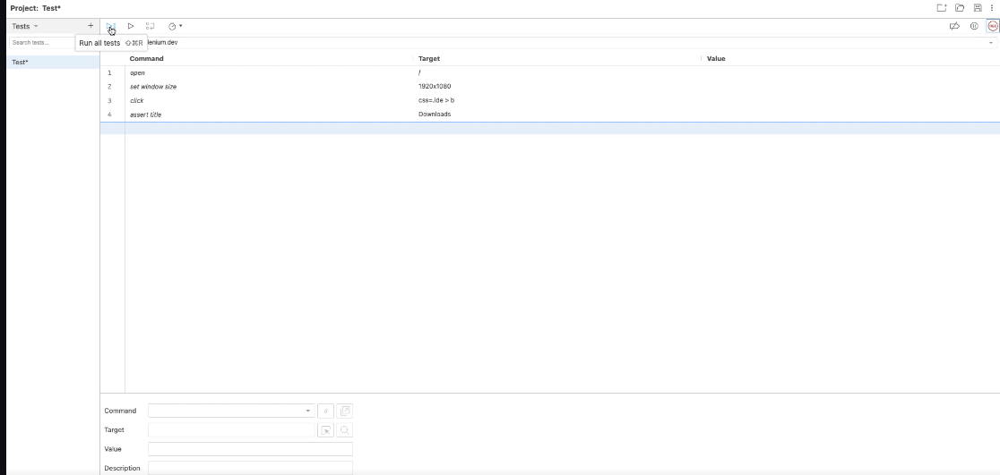 Project: Test*
Tests
Run all tests ⇧⌘R
Search tests...
enium.dev
Test*
Command Target Value
1 open /
2 set window size 1920x1080
3 click css=.ide > b
4 assert title Downloads
Command
//
Target
Value
Description